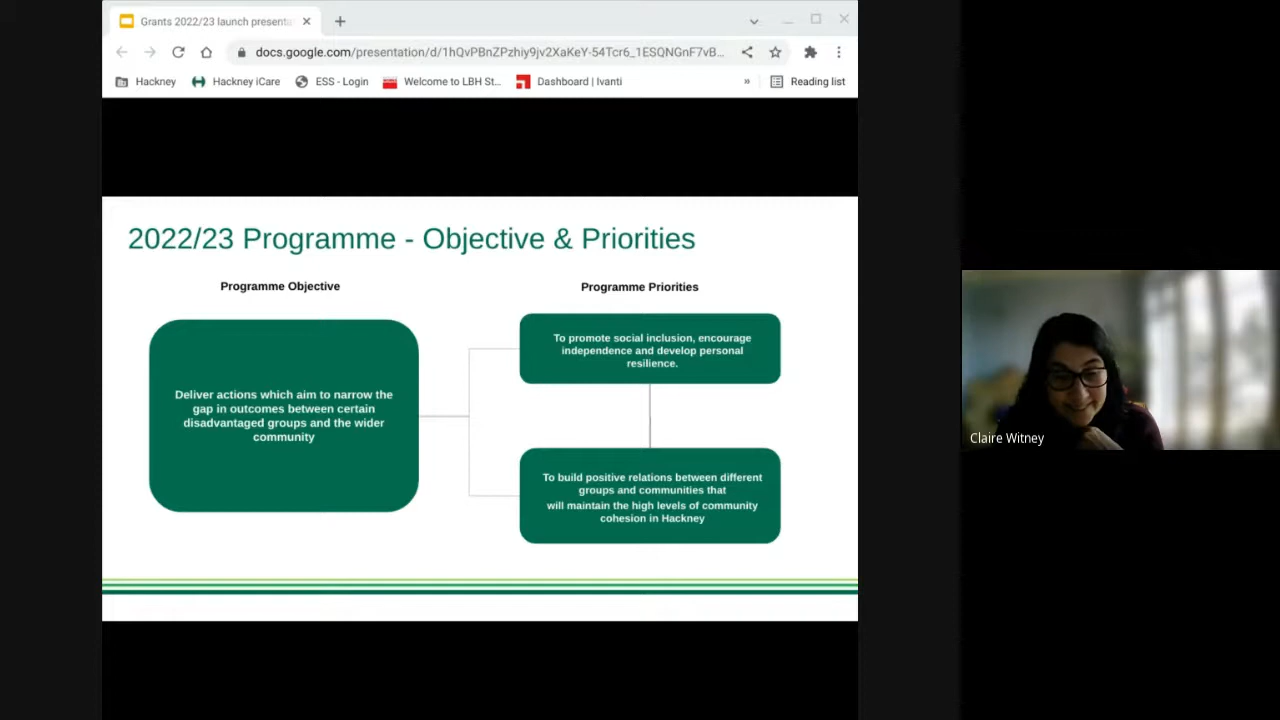 Grants 2022/23 launch presenta
docs.google.com/presentation/d/1hQvPBnZPzhiy9jv2XaKeY-54Tcr6_1ESQNGnF7vB...
Hackney
Hackney iCare
ESS - Login
Welcome to LBH St...
Dashboard | Ivanti
»
Reading list
2022/23 Programme - Objective & Priorities
Programme Objective
Programme Priorities
Deliver actions which aim to narrow the
gap in outcomes between certain
disadvantaged groups and the wider
community
To promote social inclusion, encourage
independence and develop personal
resilience.
To build positive relations between different
groups and communities that
will maintain the high levels of community
cohesion in Hackney
Claire Witney